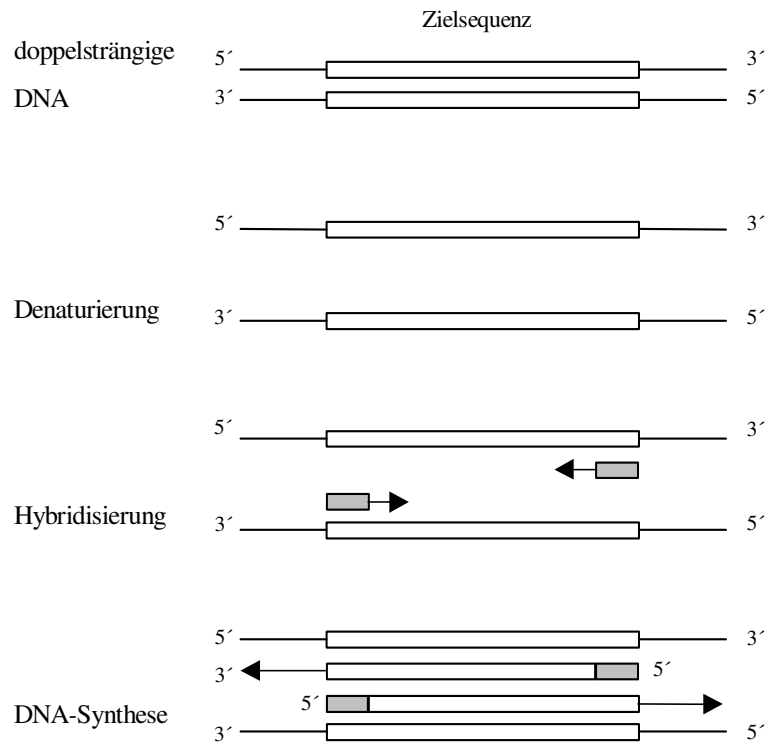 Zielsequenz
doppelsträngige
5´ 3´
DNA 3´ 5´
5´ 3´
Denaturierung 3´ 5´
5´ 3´
Hybridisierung 3´ 5´
5´ 3´
3´ 5´
5´
DNA-Synthese
3´ 5´